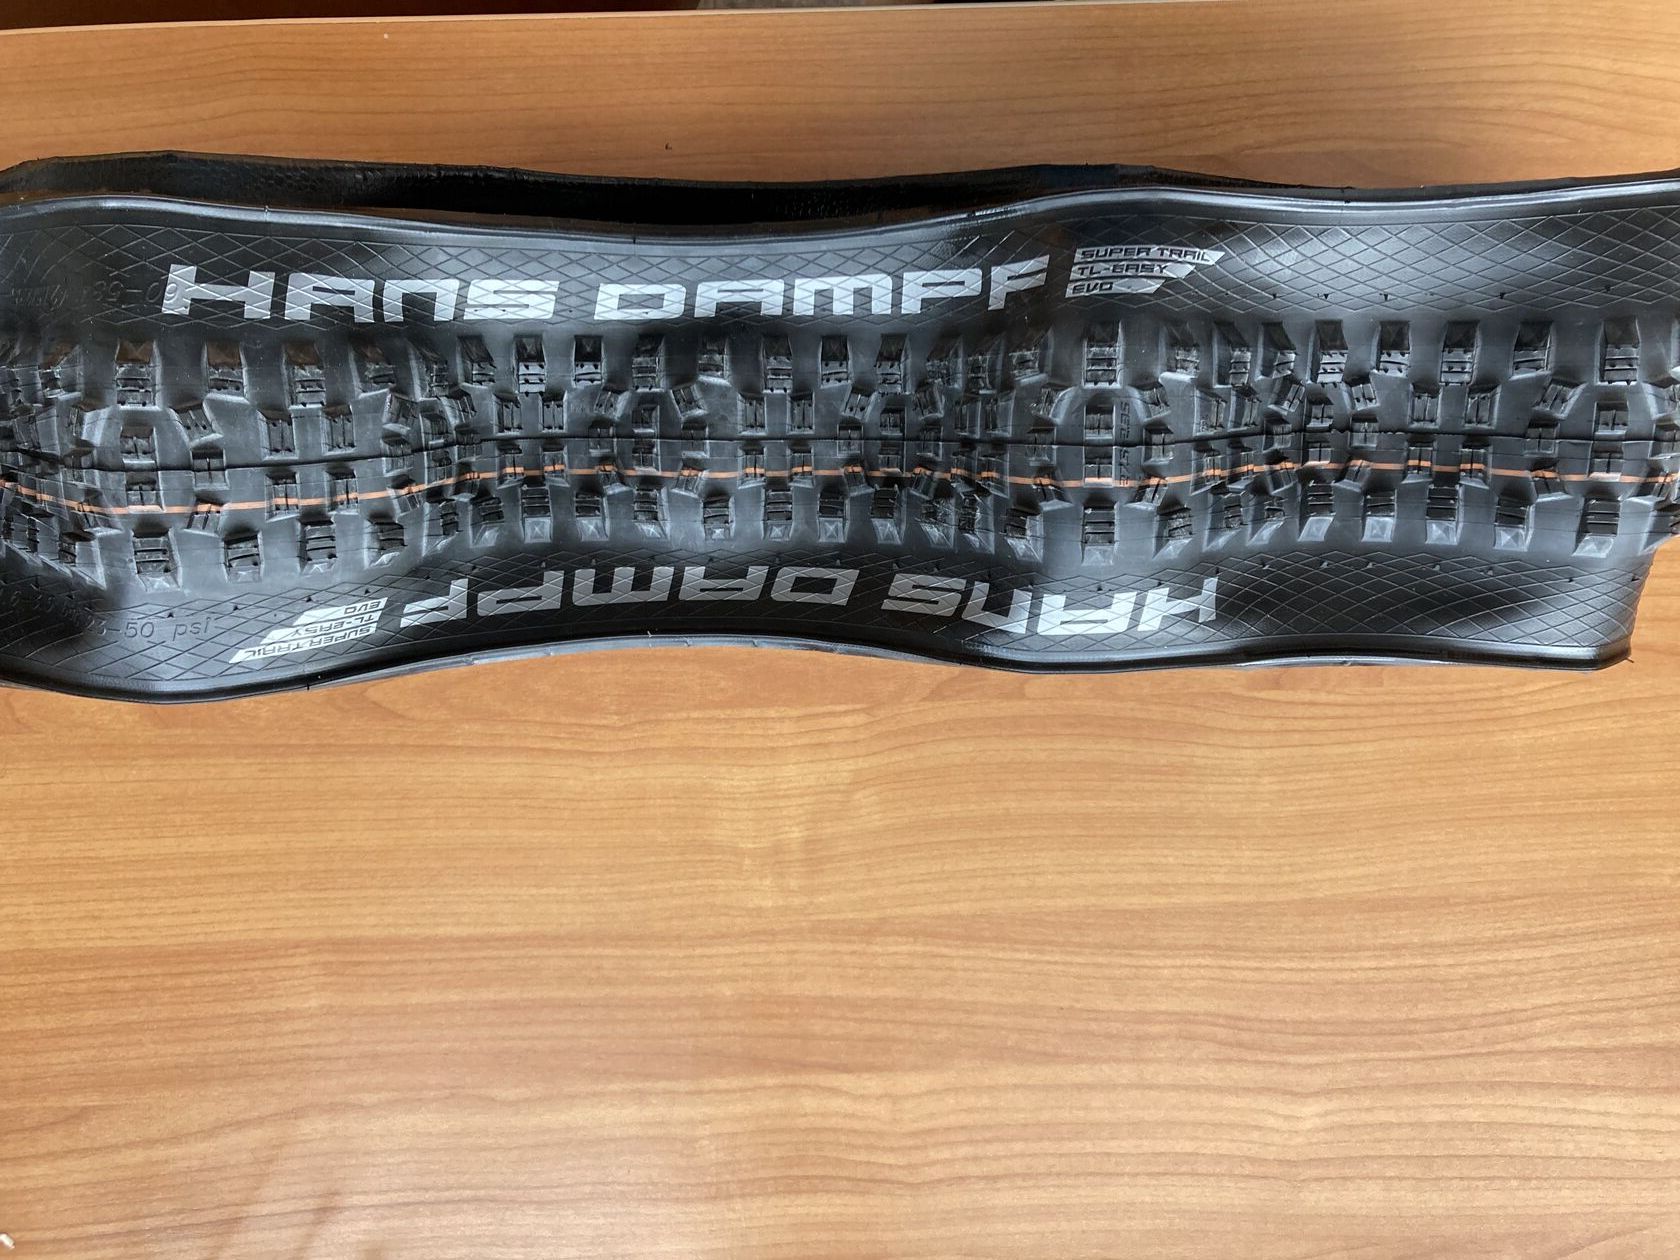 HANS DAMPF
SUPER TRAIL
TL-EASY
EVO
HANS DAMPF
SUPER TRAIL
TL-EASY
EVO
-50 psi